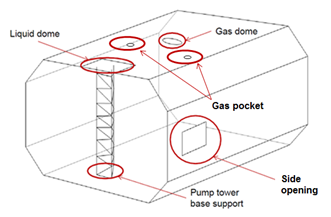 Liquid dome
Gas dome
Gas pocket
Side
opening
Pump tower
base support